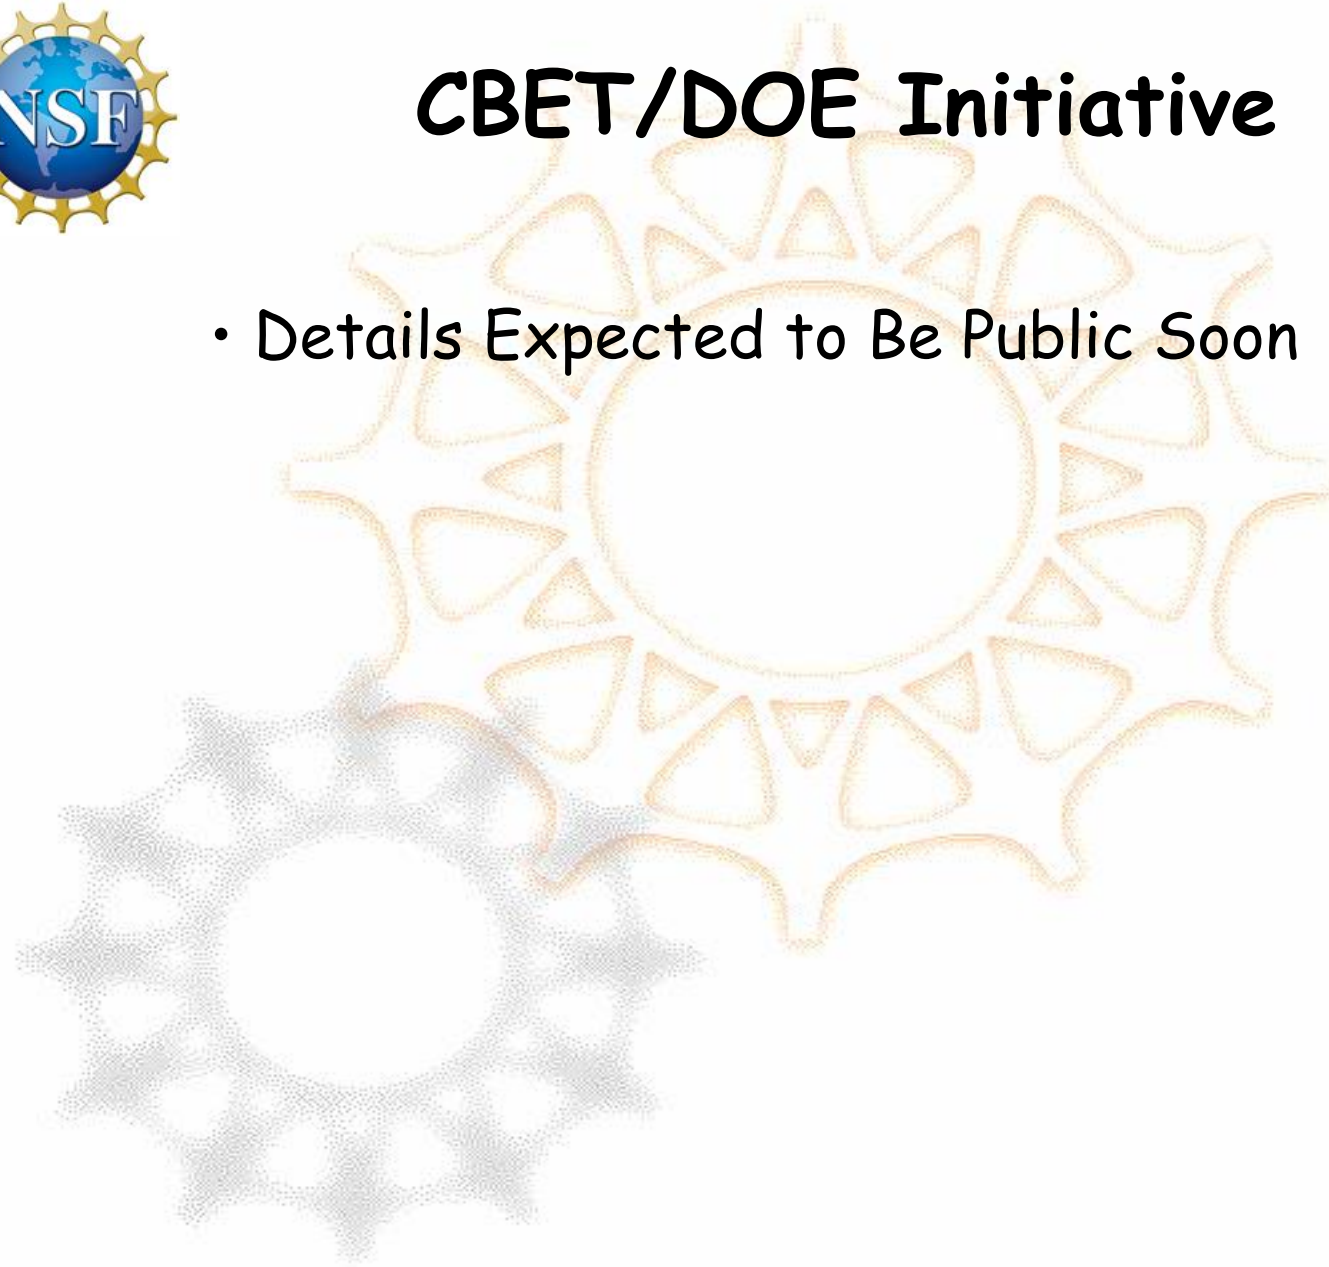 NSF
CBET/DOE Initiative
• Details Expected to Be Public Soon